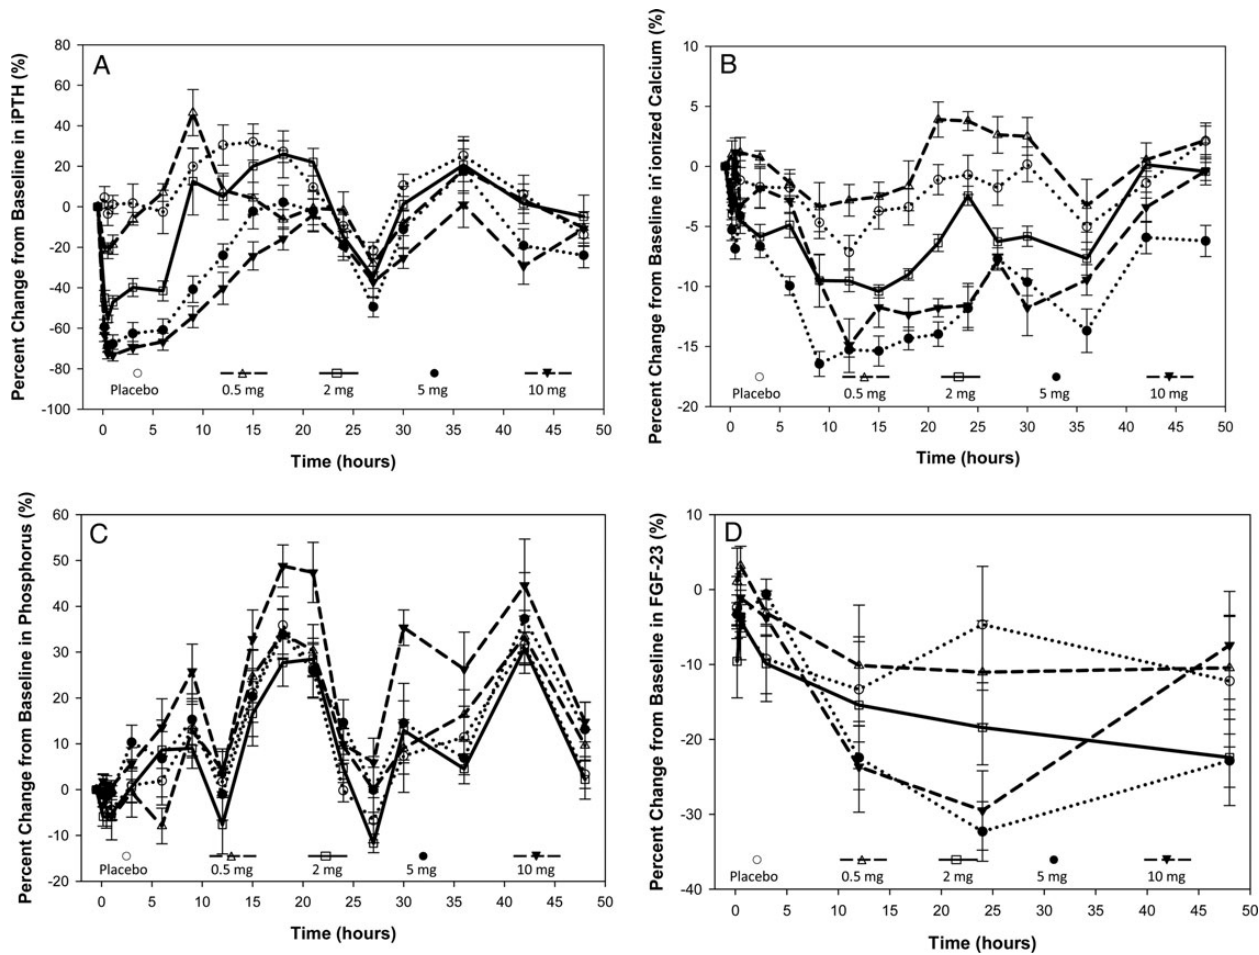 A
Percent Change from Baseline in iPTH (%)
80
60
40
20
0
-20
-40
-60
-80
-100
Placebo
0.5 mg
2 mg
5 mg
10 mg
0 5 10 15 20 25 30 35 40 45 50
Time (hours)
B
Percent Change from Baseline in ionized Calcium (%)
10
5
0
-5
-10
-15
-20
Placebo
0.5 mg
2 mg
5 mg
10 mg
0 5 10 15 20 25 30 35 40 45 50
Time (hours)
C
Percent Change from Baseline in Phosphorus (%)
60
50
40
30
20
10
0
-10
-20
Placebo
0.5 mg
2 mg
5 mg
10 mg
0 5 10 15 20 25 30 35 40 45 50
Time (hours)
D
Percent Change from Baseline in FGF-23 (%)
10
0
-10
-20
-30
-40
Placebo
0.5 mg
2 mg
5 mg
10 mg
0 5 10 15 20 25 30 35 40 45 50
Time (hours)